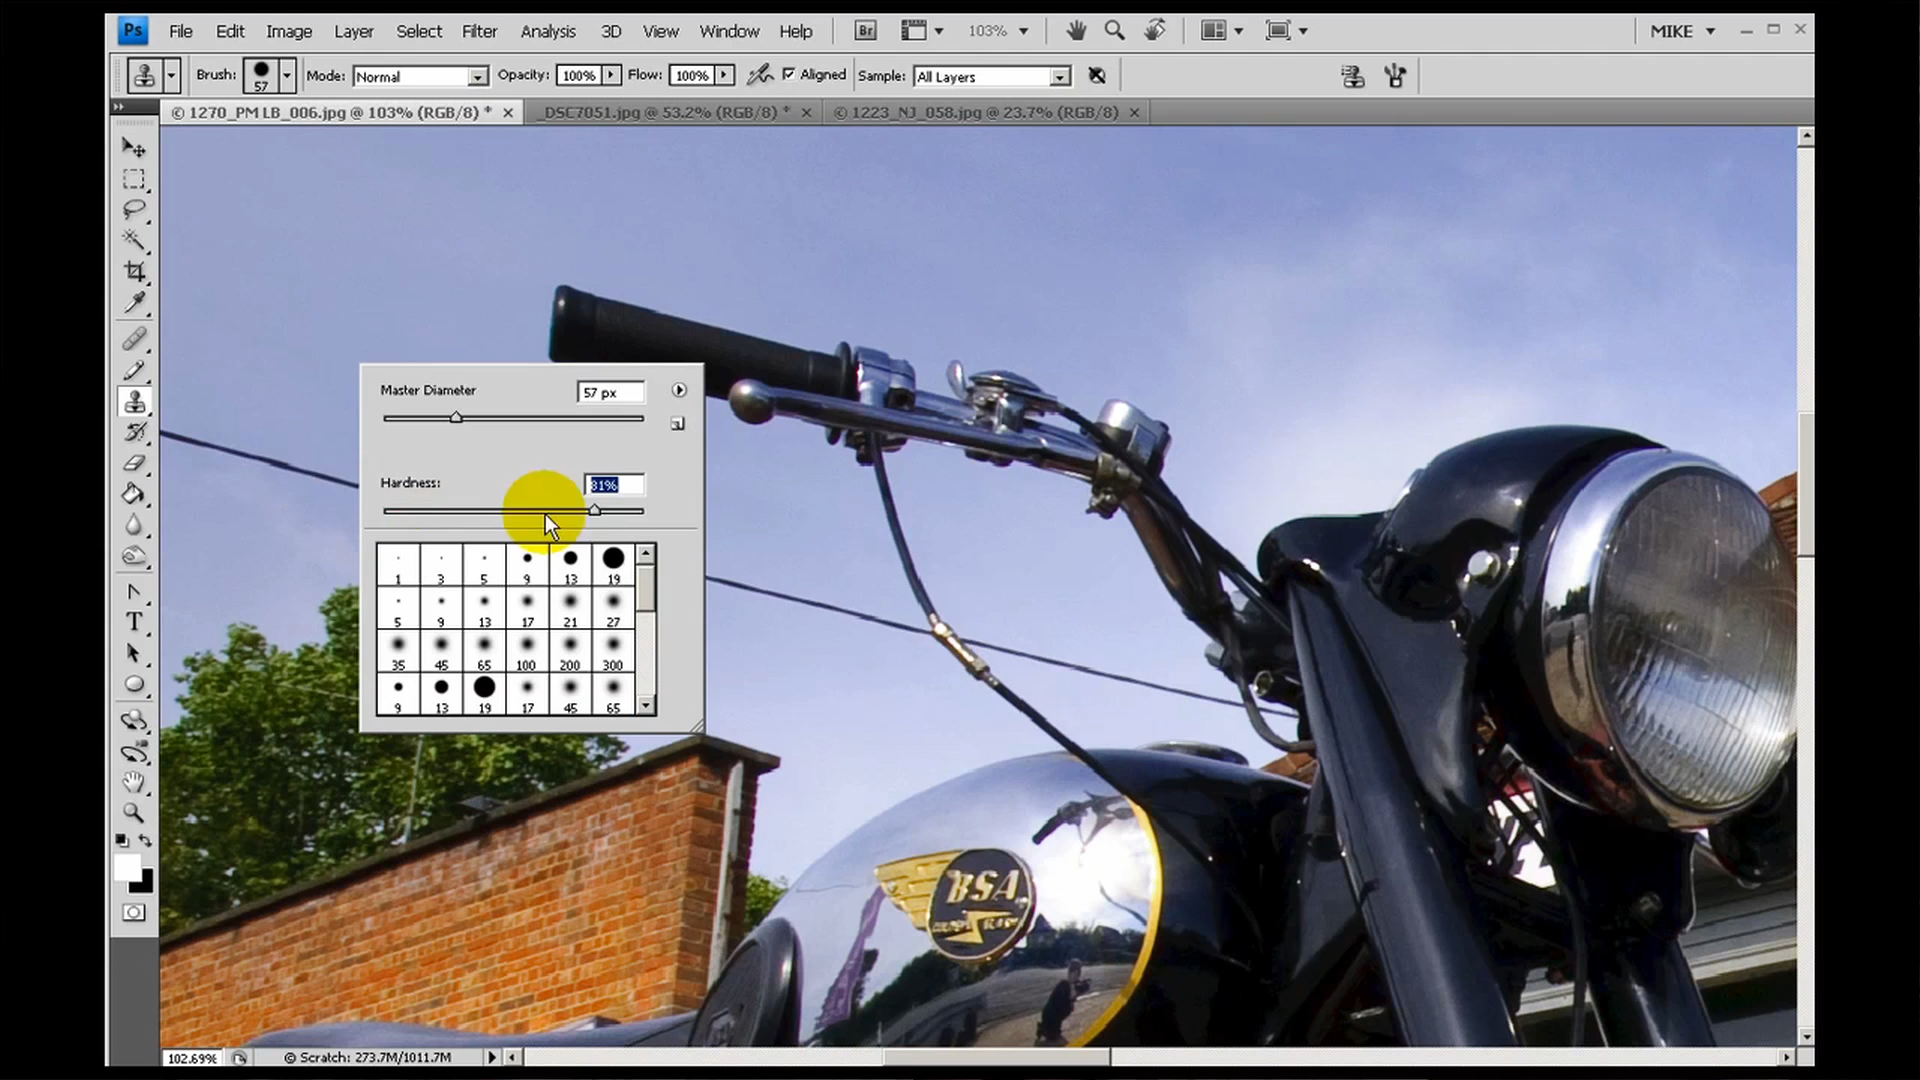 Ps File Edit Image Layer Select Filter Analysis 3D View Window Help Br 103% MIKE
Brush: 57 Mode: Normal Opacity: 100% Flow: 100% Aligned Sample: All Layers
© 1270_PM LB_006.jpg @ 103% (RGB/8) * _DSC7051.jpg @ 53.2% (RGB/8) * © 1223_NJ_058.jpg @ 23.7% (RGB/8)
Master Diameter 57 px
Hardness: 81%
1 3 5 9 13 19
5 9 13 17 21 27
35 45 65 100 200 300
9 13 19 17 45 65
T
BSA
102.69% © Scratch: 273.7M/1011.7M